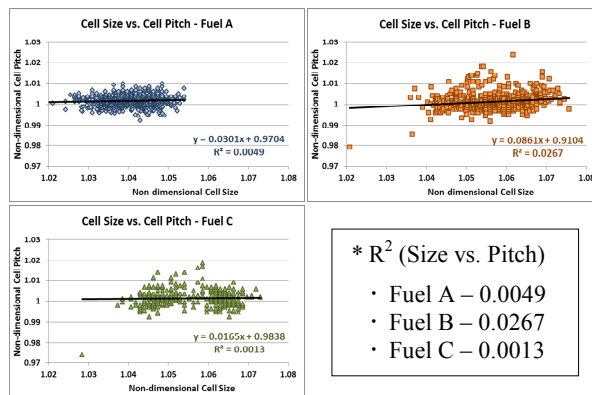 Cell Size vs. Cell Pitch - Fuel A
Non-dimensional Cell Pitch
1.03
1.02
1.01
1
0.99
0.98
0.97
y = 0.0301x + 0.9704
R² = 0.0049
1.02 1.03 1.04 1.05 1.06 1.07 1.08
Non-dimensional Cell Size
Cell Size vs. Cell Pitch - Fuel B
Non-dimensional Cell Pitch
1.03
1.02
1.01
1
0.99
0.98
0.97
y = 0.0861x + 0.9104
R² = 0.0267
1.02 1.03 1.04 1.05 1.06 1.07 1.08
Non-dimensional Cell Size
Cell Size vs. Cell Pitch - Fuel C
Non-dimensional Cell Pitch
1.03
1.02
1.01
1
0.99
0.98
0.97
y = 0.0165x + 0.9838
R² = 0.0013
1.02 1.03 1.04 1.05 1.06 1.07 1.08
Non-dimensional Cell Size
* R² (Size vs. Pitch)
· Fuel A – 0.0049
· Fuel B – 0.0267
· Fuel C – 0.0013